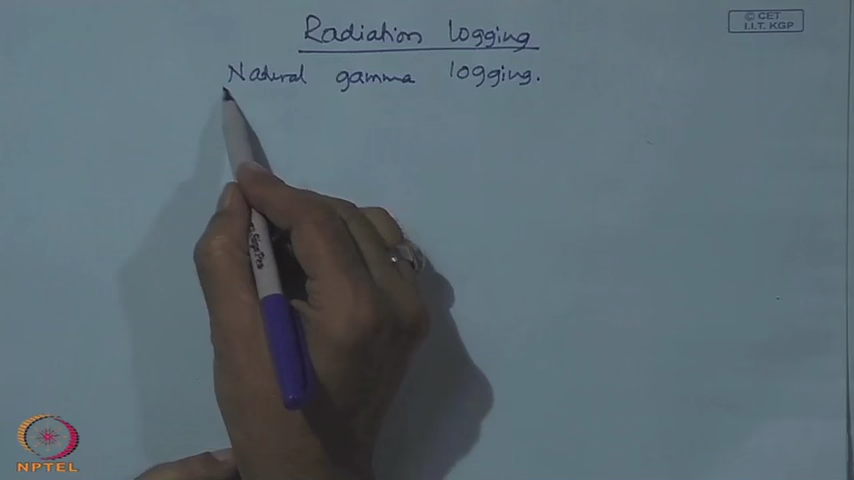 Radiation logging
© CET
I.I.T. KGP
Natural gamma logging.
NPTEL